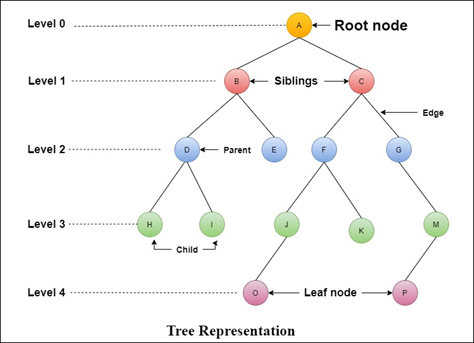 Level 0
A
Root node
Level 1
B
Siblings
C
Edge
Level 2
D
Parent
E
F
G
Level 3
H
I
J
K
M
Child
Level 4
O
Leaf node
P
Tree Representation